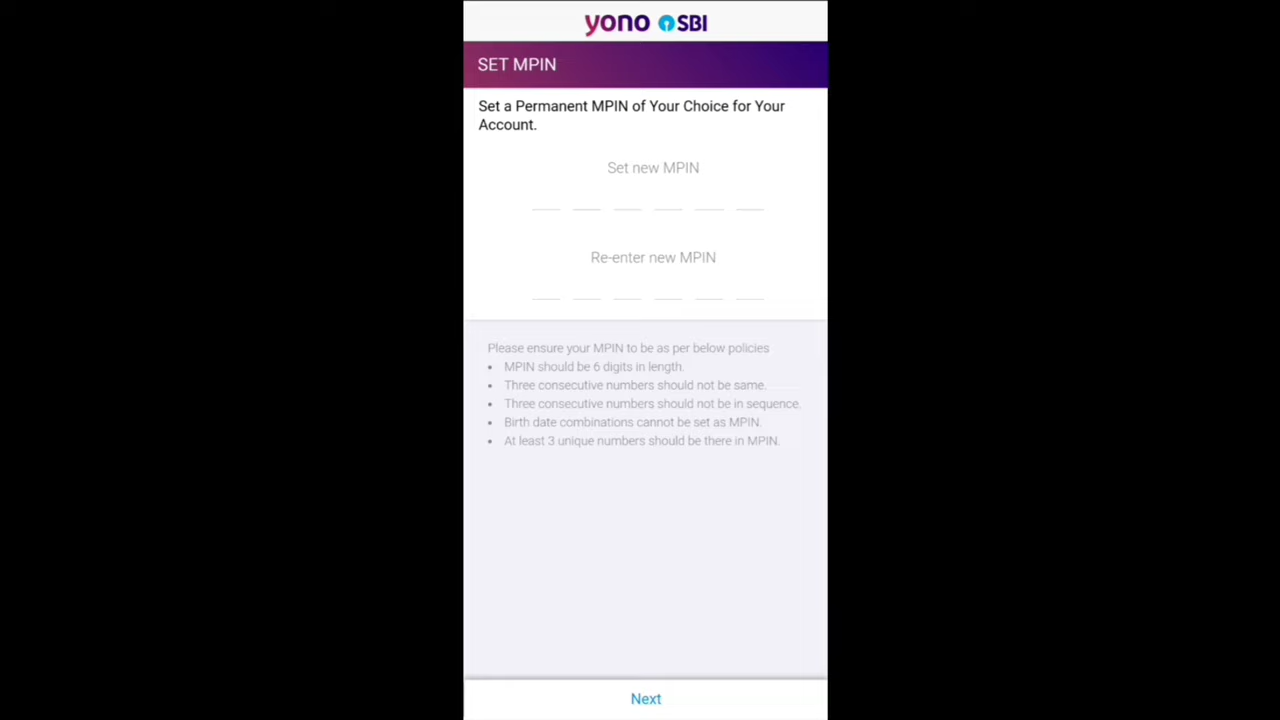 yono SBI
SET MPIN
Set a Permanent MPIN of Your Choice for Your
Account.
Set new MPIN
Re-enter new MPIN
Please ensure your MPIN to be as per below policies
• MPIN should be 6 digits in length.
• Three consecutive numbers should not be same.
• Three consecutive numbers should not be in sequence.
• Birth date combinations cannot be set as MPIN.
• At least 3 unique numbers should be there in MPIN.
Next